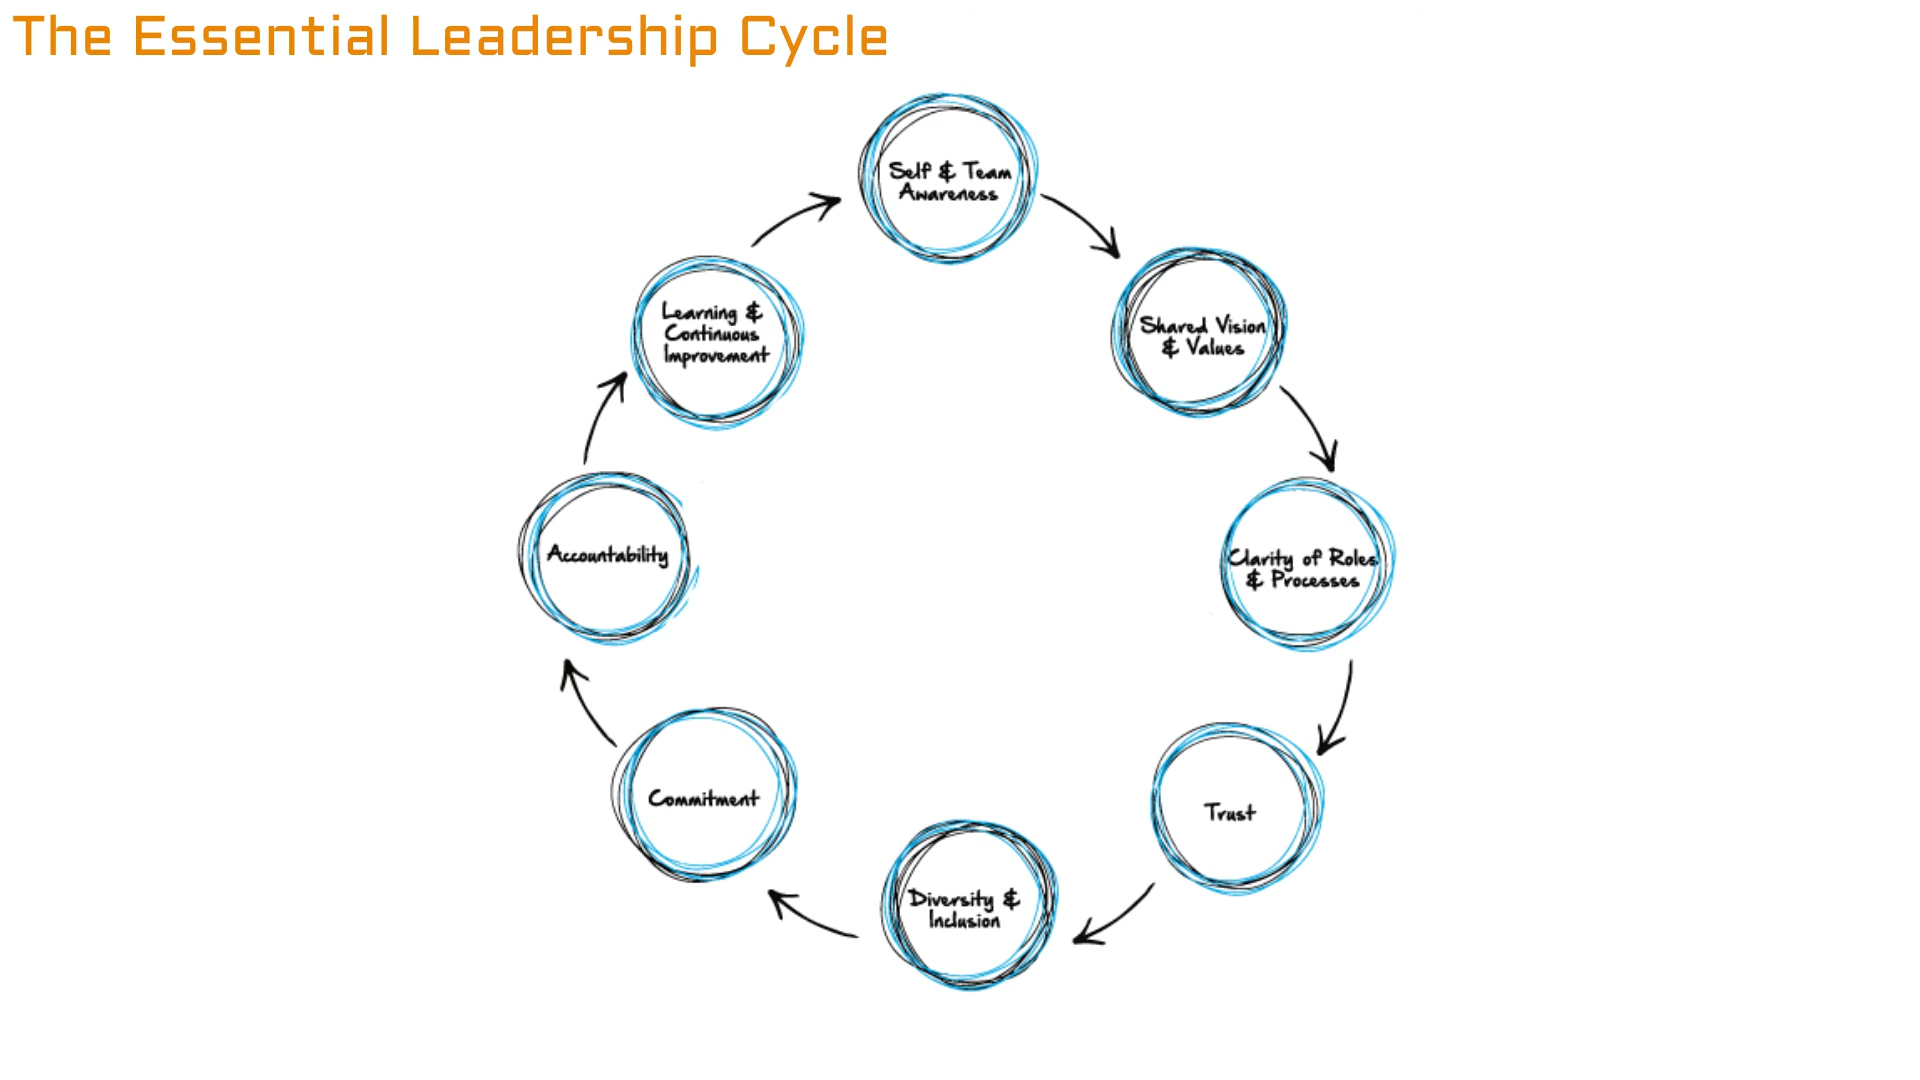 The Essential Leadership Cycle
Self & Team
Awareness
Shared Vision
& Values
Clarity of Roles
& Processes
Trust
Diversity &
Inclusion
Commitment
Accountability
Learning &
Continuous
Improvement